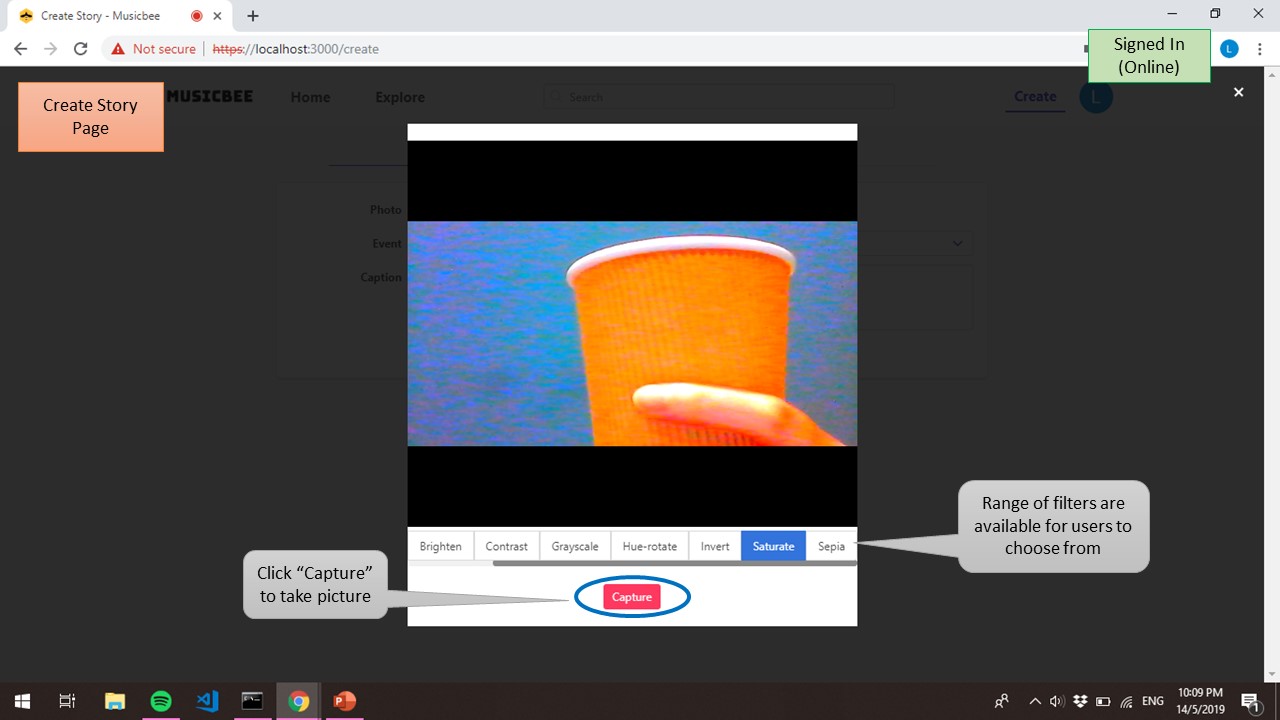 Create Story - Musicbee
Not secure
https://localhost:3000/create
L
Signed In
(Online)
Create Story
Page
MUSICBEE
Home
Explore
Search
Create
L
Photo
Event
Caption
Brighten
Contrast
Grayscale
Hue-rotate
Invert
Saturate
Sepia
Range of filters are
available for users to
choose from
Click “Capture”
to take picture
Capture
ENG
10:09 PM
14/5/2019
1